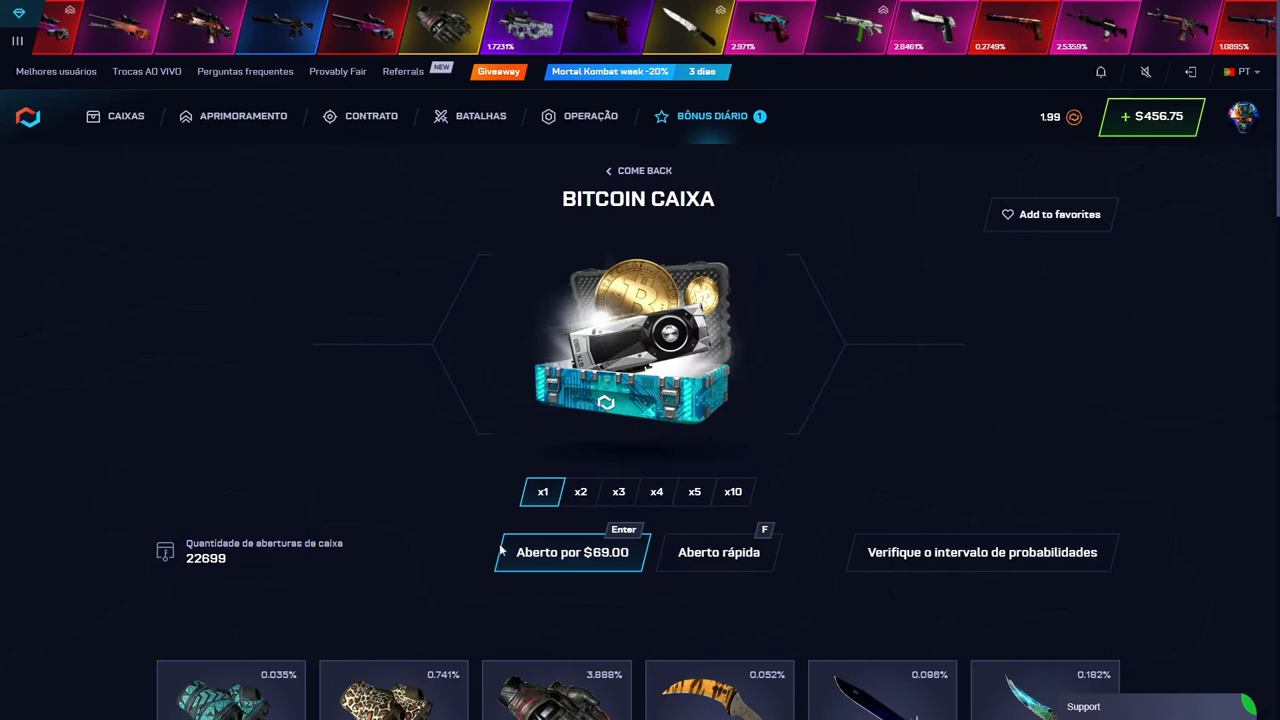 1.7231%
2.971%
2.8461%
0.2749%
2.5359%
1.0895%
Melhores usuários
Trocas AO VIVO
Perguntas frequentes
Provably Fair
Referrals
NEW
Giveaway
Mortal Kombat week -20%
3 dias
PT
CAIXAS
APRIMORAMENTO
CONTRATO
BATALHAS
OPERAÇÃO
BÔNUS DIÁRIO
1
1.99
+ $456.75
COME BACK
BITCOIN CAIXA
Add to favorites
x1
x2
x3
x4
x5
x10
Quantidade de aberturas de caixa
22699
Enter
Aberto por $69.00
F
Aberto rápida
Verifique o intervalo de probabilidades
0.035%
0.741%
3.888%
0.052%
0.096%
0.182%
Support